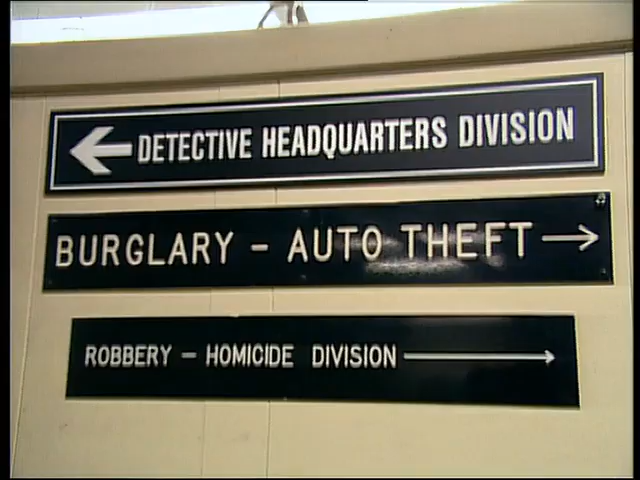 ← DETECTIVE HEADQUARTERS DIVISION
BURGLARY - AUTO THEFT →
ROBBERY - HOMICIDE DIVISION →